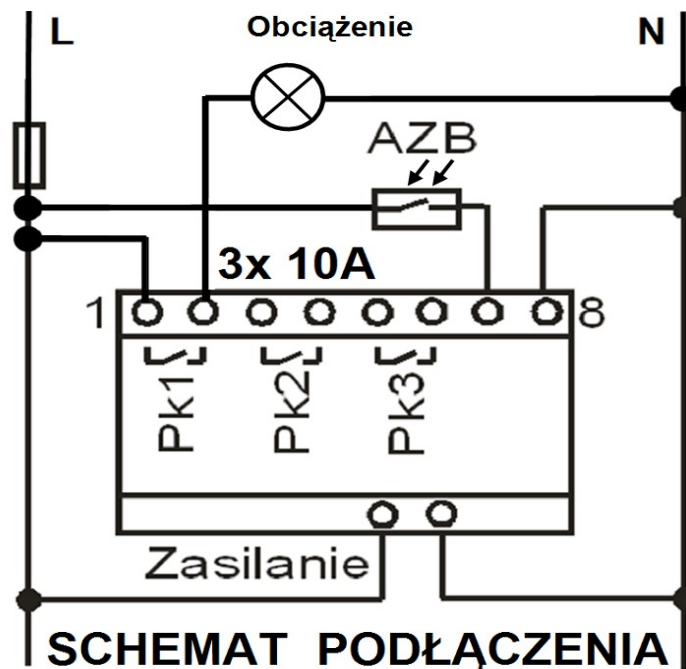 L
Obciążenie
N
AZB
3x 10A
1
8
Pk1
Pk2
Pk3
Zasilanie
SCHEMAT PODŁĄCZENIA